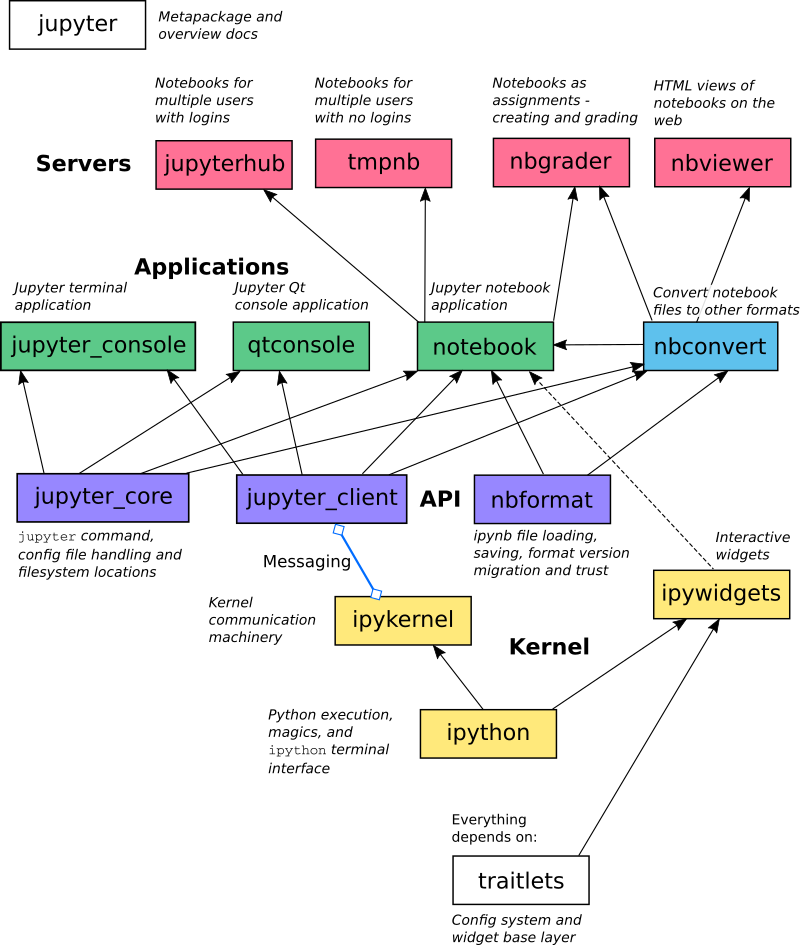 jupyter
Metapackage and
overview docs
Notebooks for
multiple users
with logins
Notebooks for
multiple users
with no logins
Notebooks as
assignments -
creating and grading
HTML views of
notebooks on the
web
Servers
jupyterhub
tmpnb
nbgrader
nbviewer
Applications
Jupyter terminal
application
Jupyter Qt
console application
Jupyter notebook
application
Convert notebook
files to other formats
jupyter_console
qtconsole
notebook
nbconvert
jupyter_core
jupyter_client
API
nbformat
jupyter command,
config file handling and
filesystem locations
ipynb file loading,
saving, format version
migration and trust
Interactive
widgets
Messaging
Kernel
communication
machinery
ipykernel
ipywidgets
Kernel
Python execution,
magics, and
ipython terminal
interface
ipython
Everything
depends on:
traitlets
Config system and
widget base layer